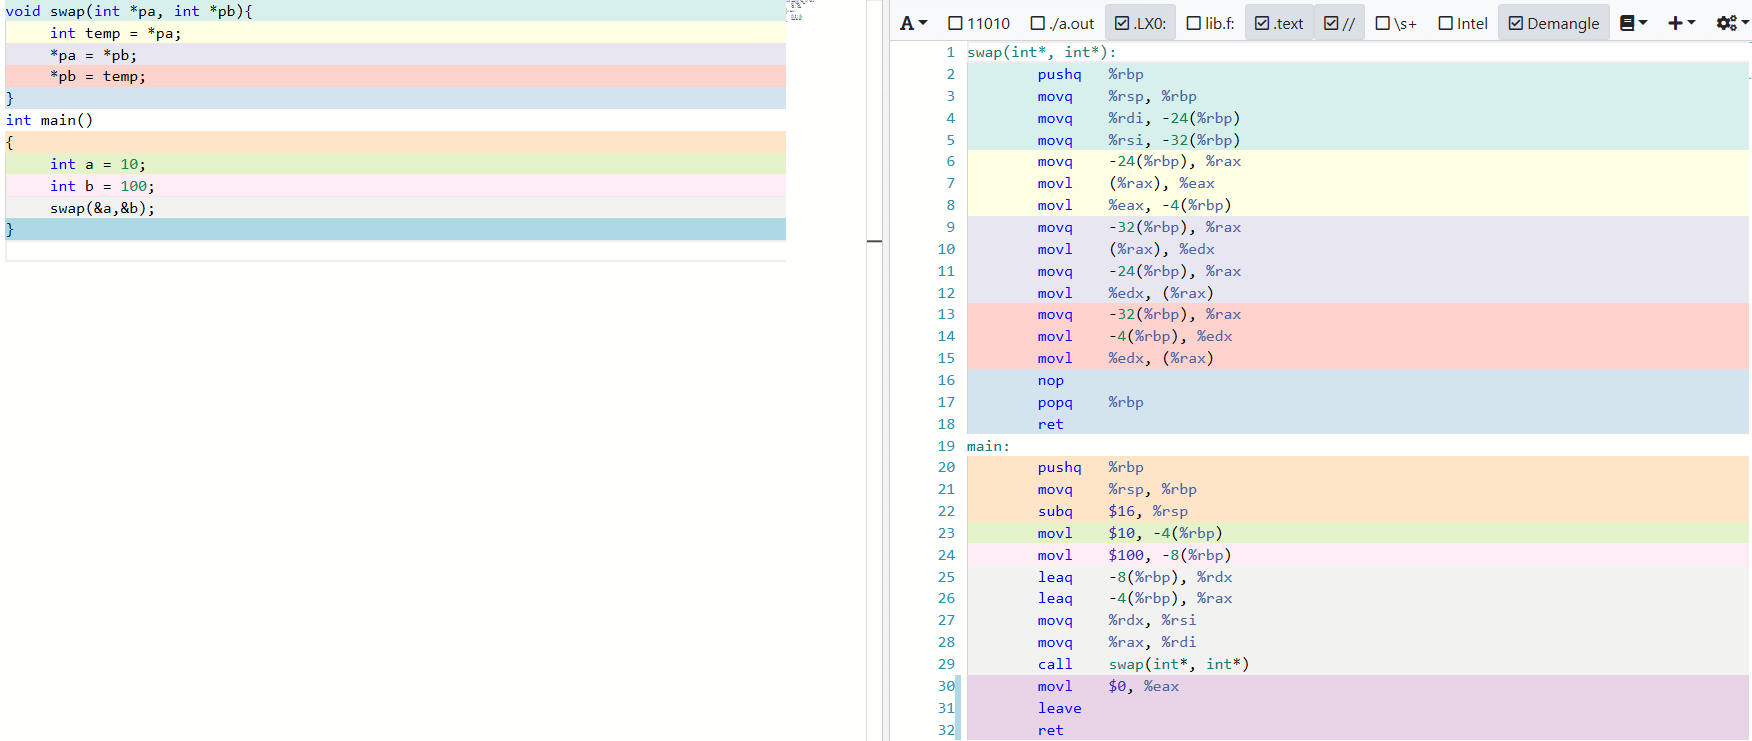 void swap(int *pa, int *pb){
int temp = *pa;
*pa = *pb;
*pb = temp;
}
int main()
{
int a = 10;
int b = 100;
swap(&a,&b);
}
A 11010 ./a.out .LX0: lib.f: .text // \s+ Intel Demangle
1 swap(int*, int*):
2 pushq %rbp
3 movq %rsp, %rbp
4 movq %rdi, -24(%rbp)
5 movq %rsi, -32(%rbp)
6 movq -24(%rbp), %rax
7 movl (%rax), %eax
8 movl %eax, -4(%rbp)
9 movq -32(%rbp), %rax
10 movl (%rax), %edx
11 movq -24(%rbp), %rax
12 movl %edx, (%rax)
13 movq -32(%rbp), %rax
14 movl -4(%rbp), %edx
15 movl %edx, (%rax)
16 nop
17 popq %rbp
18 ret
19 main:
20 pushq %rbp
21 movq %rsp, %rbp
22 subq $16, %rsp
23 movl $10, -4(%rbp)
24 movl $100, -8(%rbp)
25 leaq -8(%rbp), %rdx
26 leaq -4(%rbp), %rax
27 movq %rdx, %rsi
28 movq %rax, %rdi
29 call swap(int*, int*)
30 movl $0, %eax
31 leave
32 ret